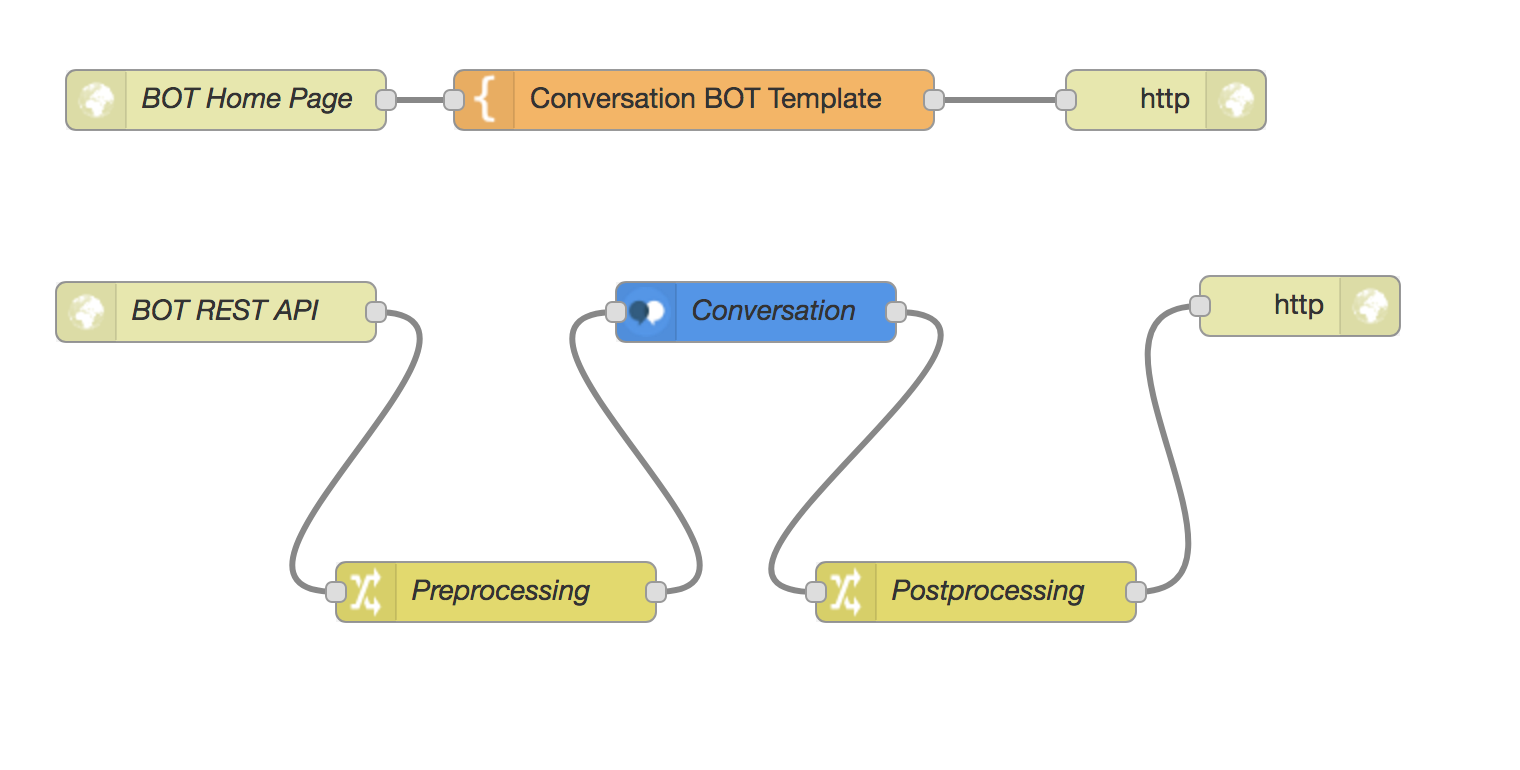 BOT Home Page
Conversation BOT Template
http
BOT REST API
Conversation
http
Preprocessing
Postprocessing